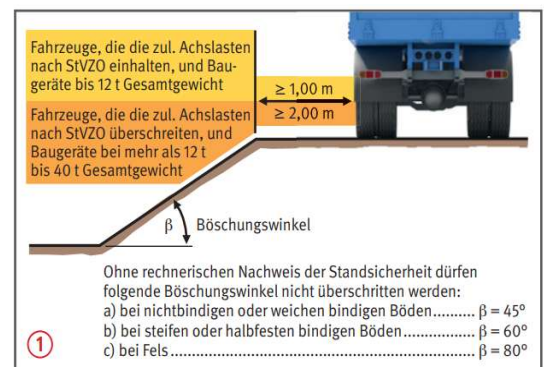 Fahrzeuge, die die zul. Achslasten
nach StVZO einhalten, und Bau-
geräte bis 12 t Gesamtgewicht
≥ 1,00 m
Fahrzeuge, die die zul. Achslasten
nach StVZO überschreiten, und
Baugeräte bei mehr als 12 t
bis 40 t Gesamtgewicht
≥ 2,00 m
β Böschungswinkel
Ohne rechnerischen Nachweis der Standsicherheit dürfen
folgende Böschungswinkel nicht überschritten werden:
a) bei nichtbindigen oder weichen bindigen Böden.......... β = 45°
b) bei steifen oder halbfesten bindigen Böden................. β = 60°
c) bei Fels..................................................................... β = 80°
1